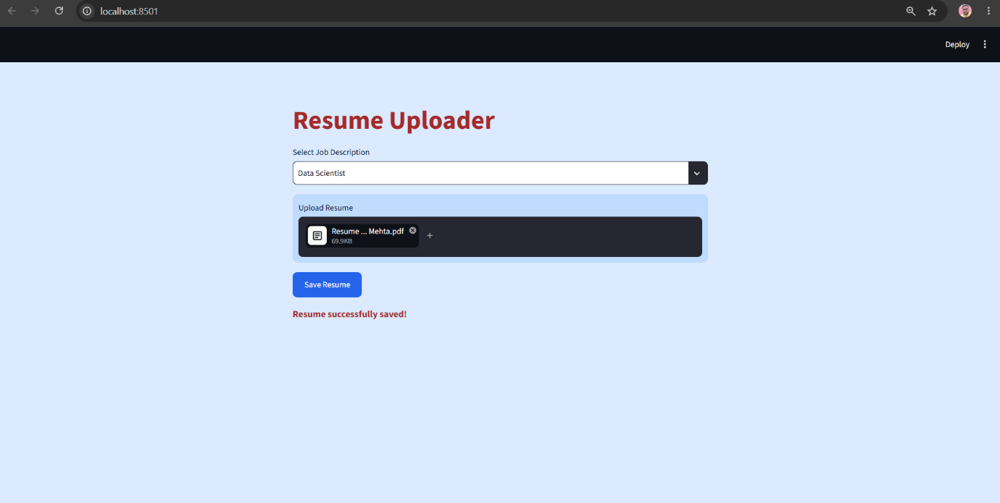 localhost:8501
Deploy
Resume Uploader
Select Job Description
Data Scientist
Upload Resume
Resume ... Mehta.pdf
69.9KB
Save Resume
Resume successfully saved!